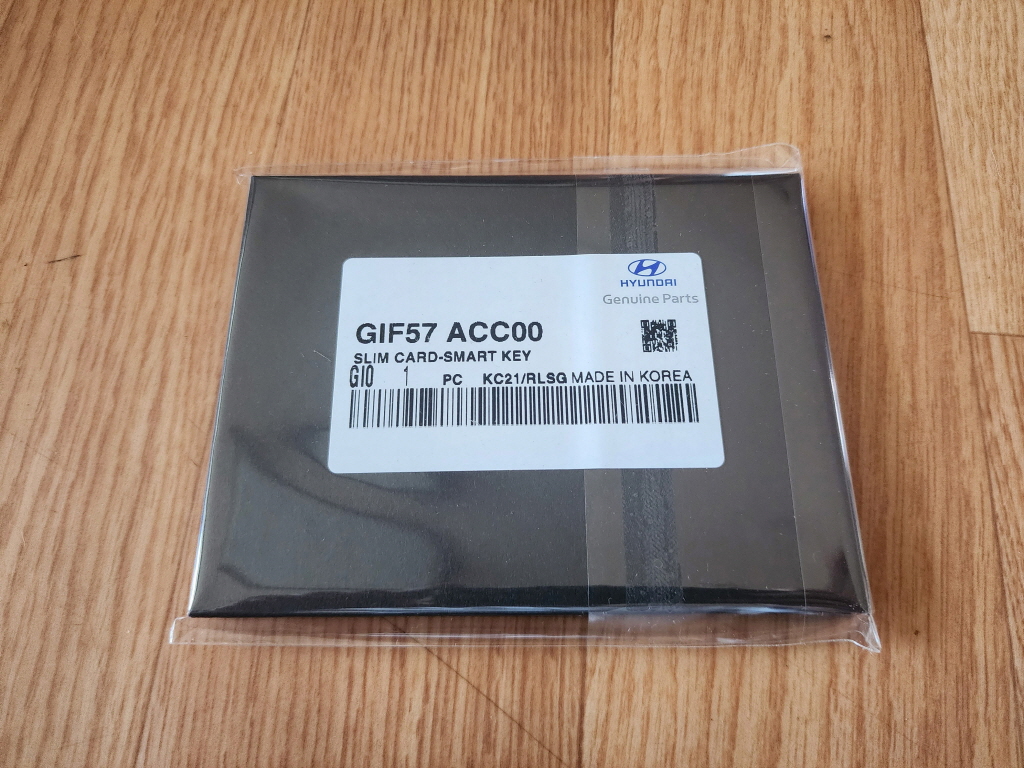 HYUNDAI
Genuine Parts
GIF57 ACC00
SLIM CARD-SMART KEY
GI0 1 PC KC21/RLSG MADE IN KOREA